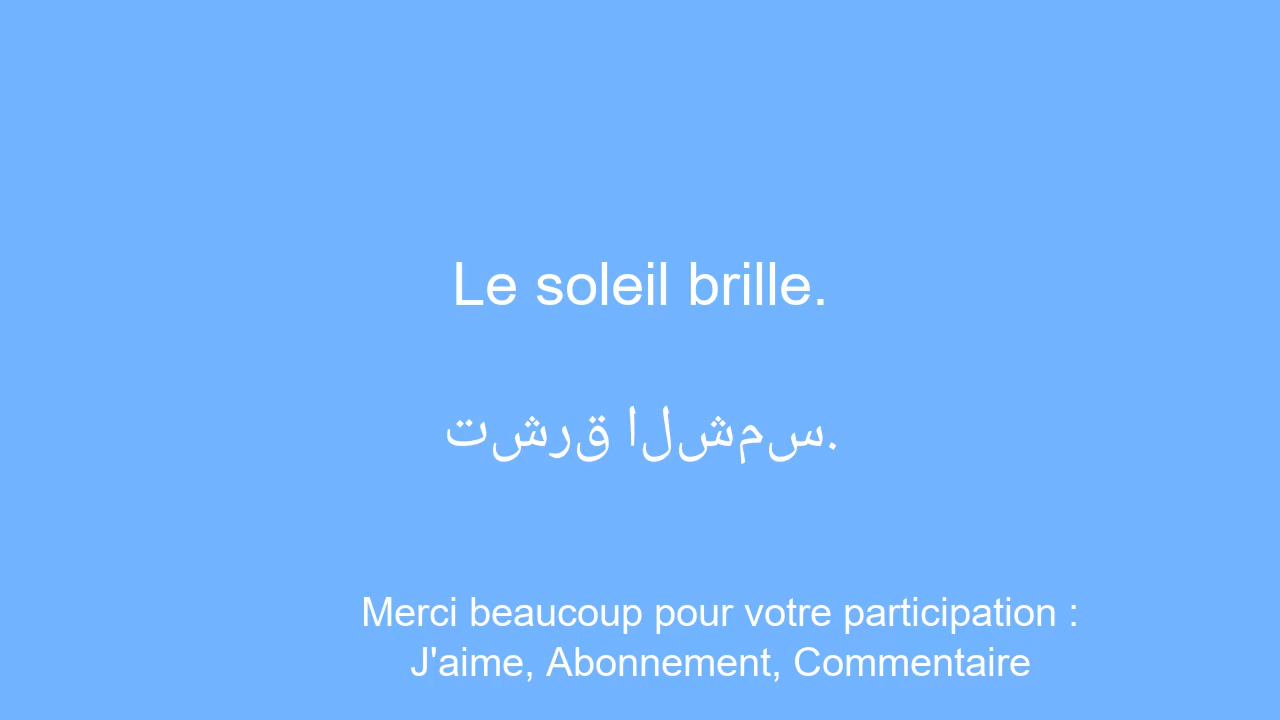 Le soleil brille.
تشرق الشمس.
Merci beaucoup pour votre participation :
J'aime, Abonnement, Commentaire